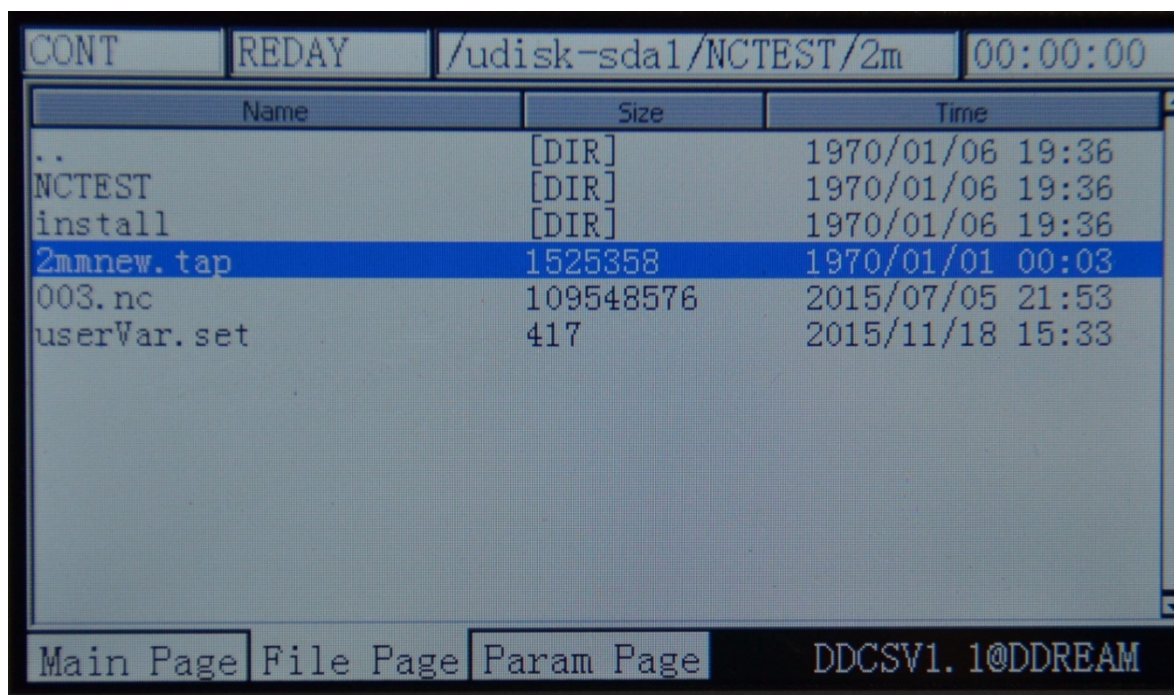 CONT REDAY /udisk-sda1/NCTEST/2m 00:00:00
Name Size Time
.. [DIR] 1970/01/06 19:36
NCTEST [DIR] 1970/01/06 19:36
install [DIR] 1970/01/06 19:36
2mmnew.tap 1525358 1970/01/01 00:03
003.nc 109548576 2015/07/05 21:53
userVar.set 417 2015/11/18 15:33
Main Page File Page Param Page DDCSV1.1@DDREAM